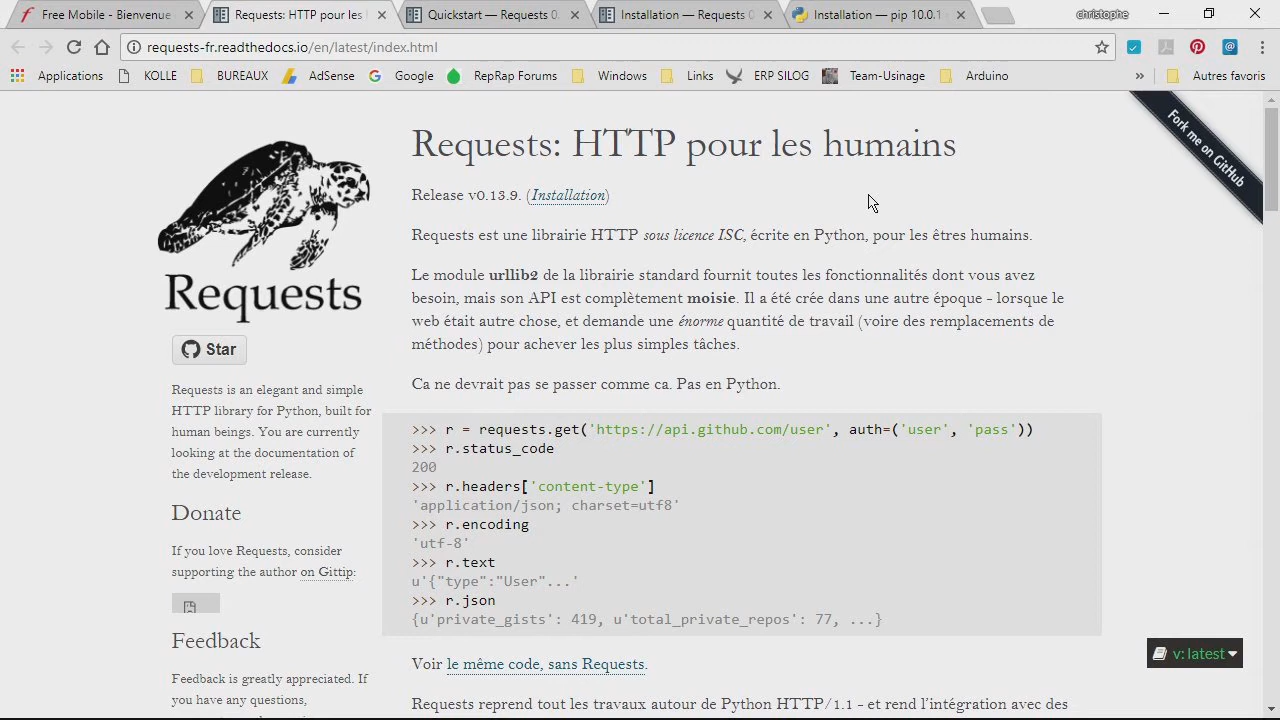 Free Mobile - Bienvenue
Requests: HTTP pour les
Quickstart — Requests 0.
Installation — Requests 0
Installation — pip 10.0.1
christophe
requests-fr.readthedocs.io/en/latest/index.html
Applications
KOLLE
BUREAUX
AdSense
Google
RepRap Forums
Windows
Links
ERP SILOG
Team-Usinage
Arduino
»
Autres favoris
Fork me on GitHub
Requests
Star
Requests is an elegant and simple
HTTP library for Python, built for
human beings. You are currently
looking at the documentation of
the development release.
Donate
If you love Requests, consider
supporting the author on Gittip:
Feedback
Feedback is greatly appreciated. If
you have any questions,
Requests: HTTP pour les humains
Release v0.13.9. (Installation)
Requests est une librairie HTTP sous licence ISC, écrite en Python, pour les êtres humains.
Le module urllib2 de la librairie standard fournit toutes les fonctionnalités dont vous avez
besoin, mais son API est complètement moisie. Il a été crée dans une autre époque - lorsque le
web était autre chose, et demande une énorme quantité de travail (voire des remplacements de
méthodes) pour achever les plus simples tâches.
Ca ne devrait pas se passer comme ca. Pas en Python.
>>> r = requests.get('https://api.github.com/user', auth=('user', 'pass'))
>>> r.status_code
200
>>> r.headers['content-type']
'application/json; charset=utf8'
>>> r.encoding
'utf-8'
>>> r.text
u'{"type":"User"...'
>>> r.json
{u'private_gists': 419, u'total_private_repos': 77, ...}
Voir le même code, sans Requests.
Requests reprend tout les travaux autour de Python HTTP/1.1 - et rend l'intégration avec des
v: latest